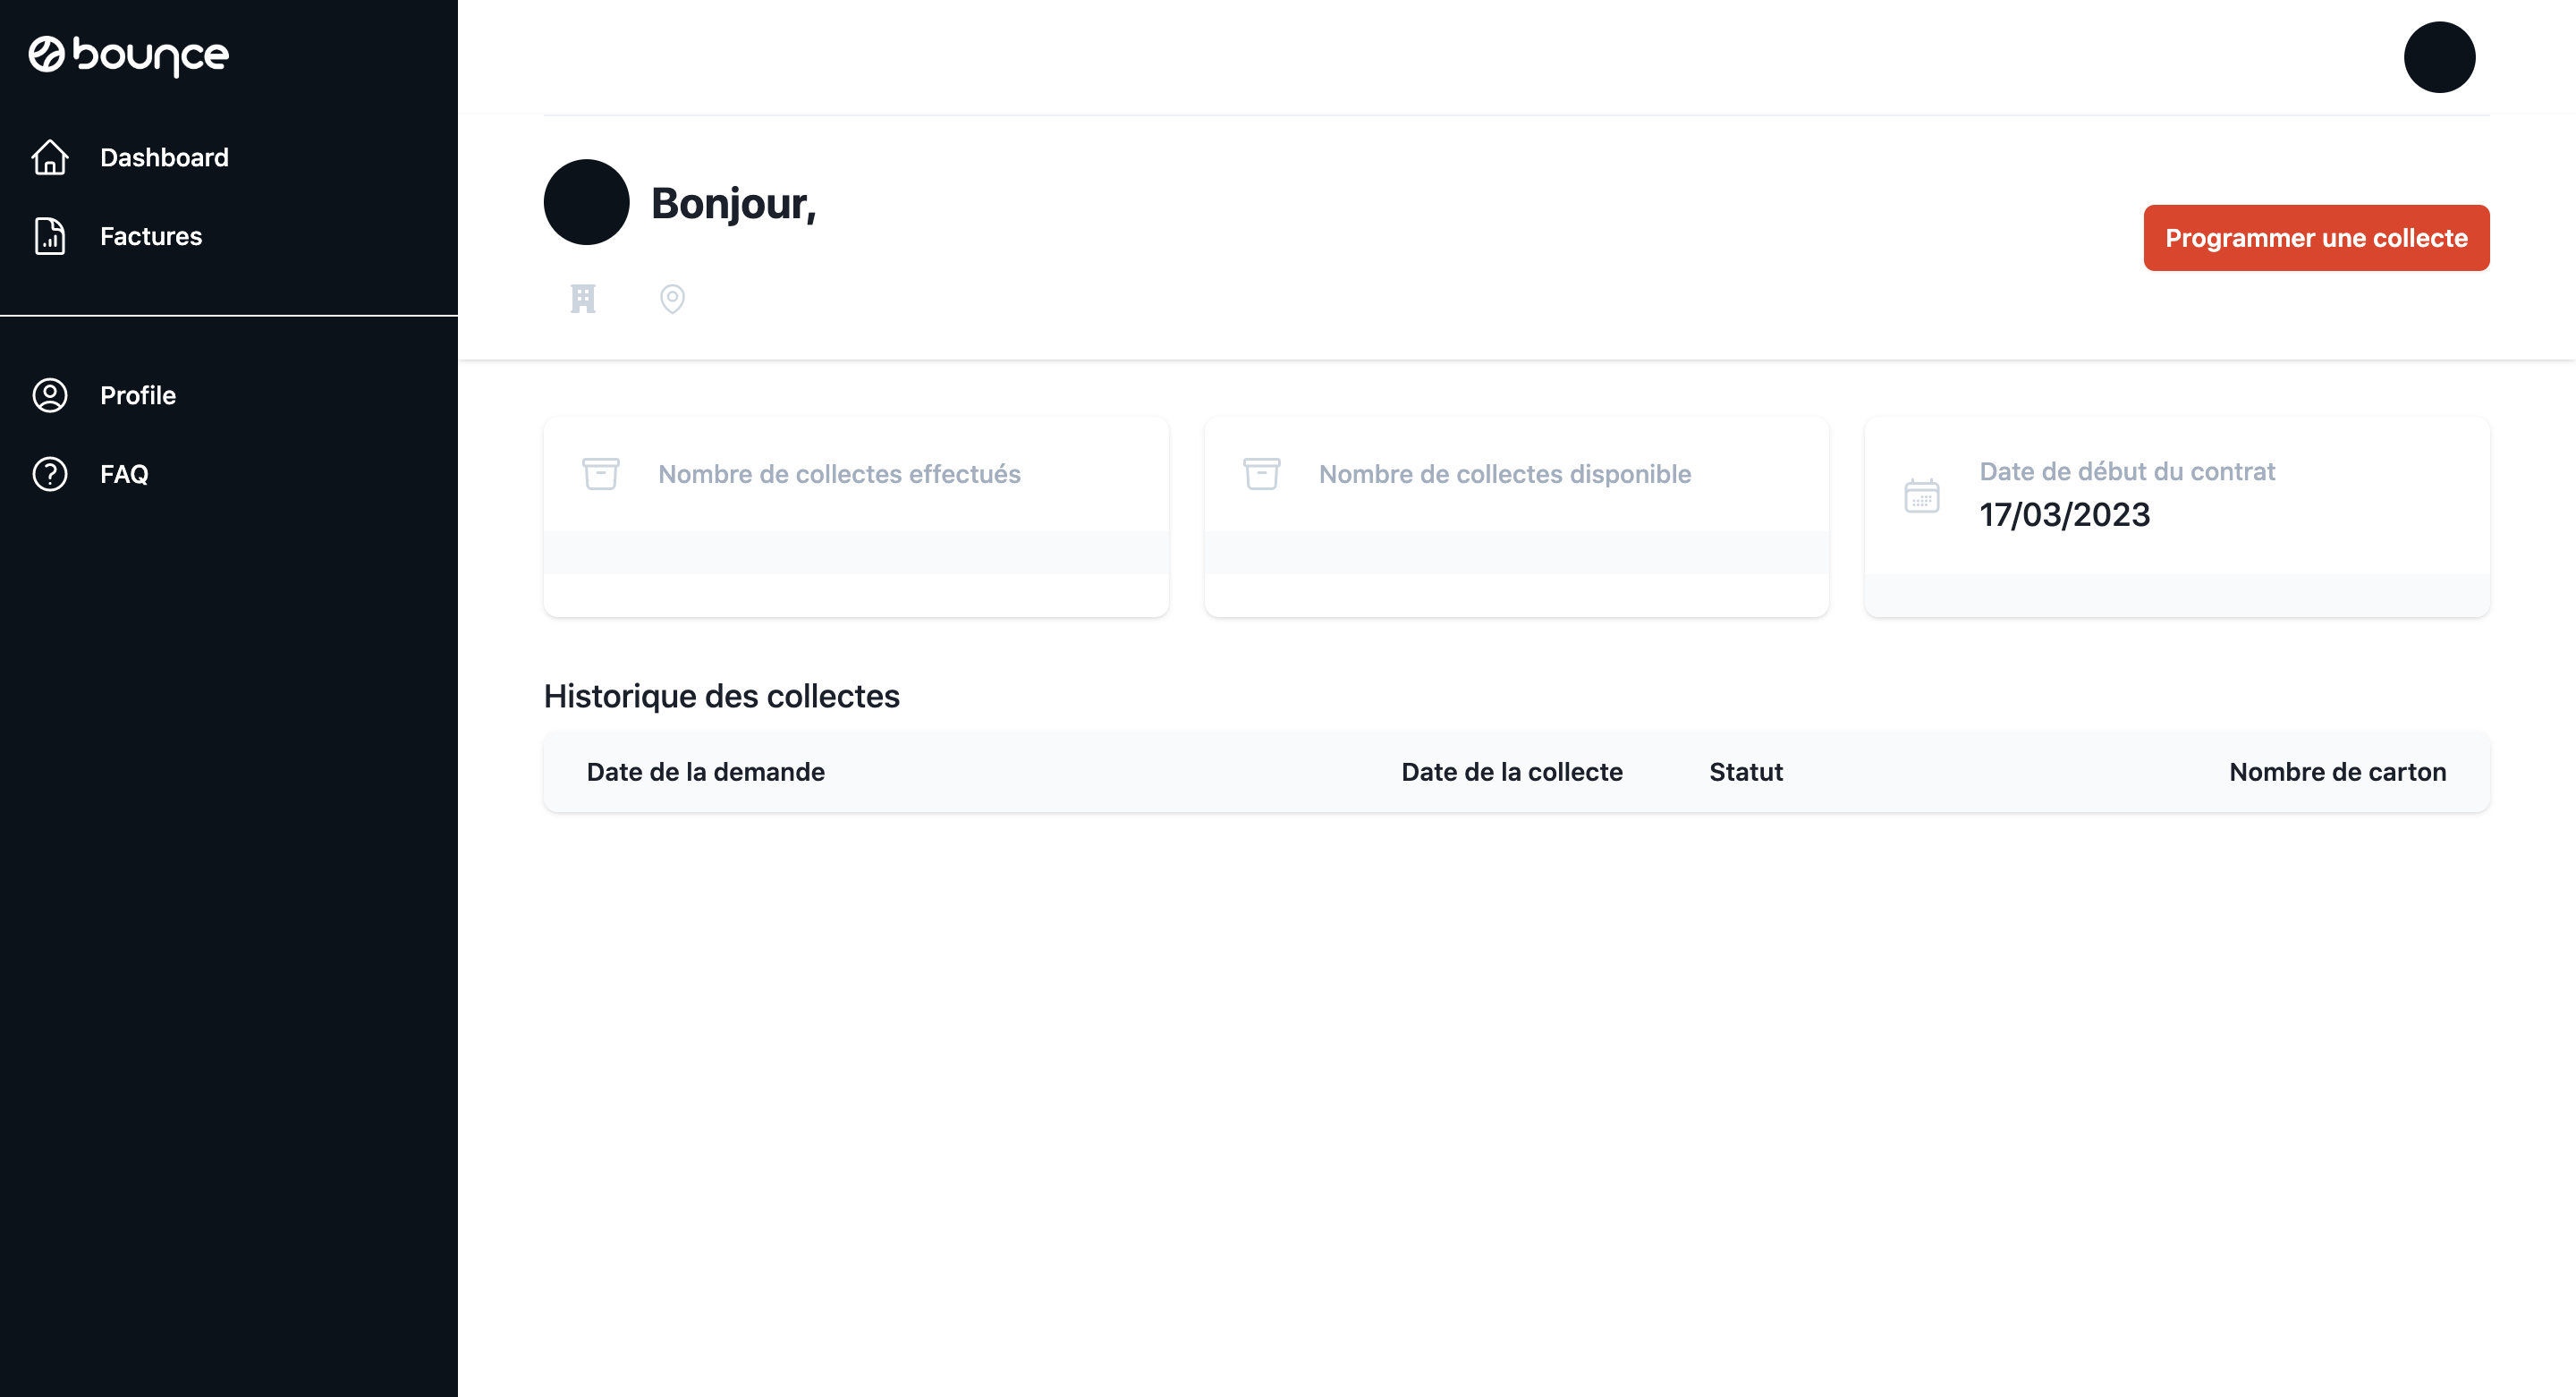 bounce
Dashboard
Factures
Profile
FAQ
Bonjour,
Programmer une collecte
Nombre de collectes effectués
Nombre de collectes disponible
Date de début du contrat
17/03/2023
Historique des collectes
Date de la demande
Date de la collecte
Statut
Nombre de carton